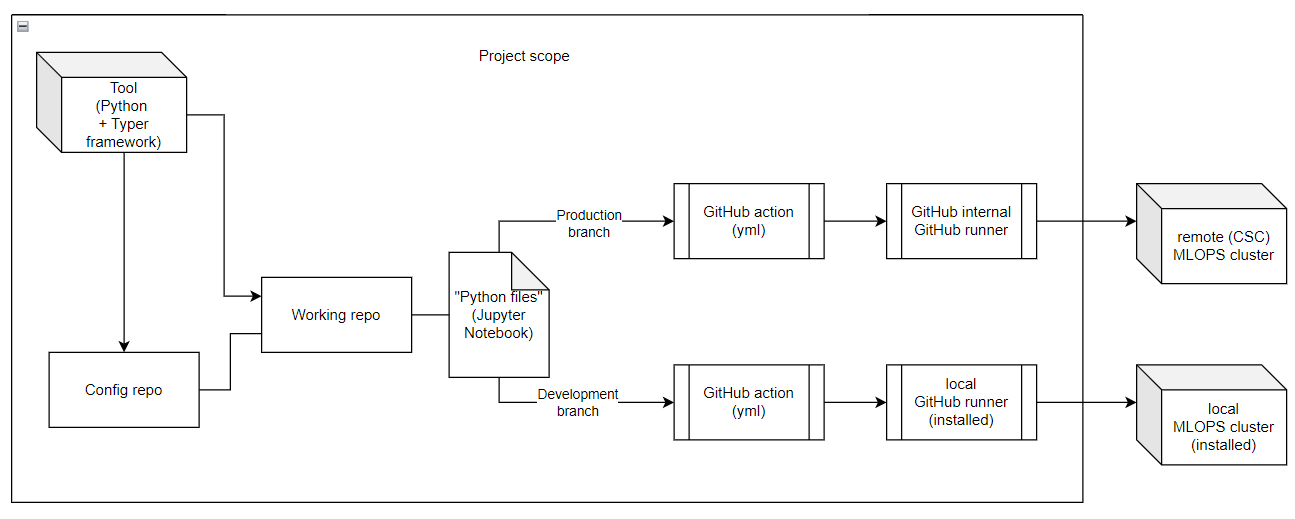 Project scope
Tool
(Python
+ Typer
framework)
Config repo
Working repo
"Python files"
(Jupyter
Notebook)
Production
branch
GitHub action
(yml)
GitHub internal
GitHub runner
remote (CSC)
MLOPS cluster
Development
branch
GitHub action
(yml)
local
GitHub runner
(installed)
local
MLOPS cluster
(installed)